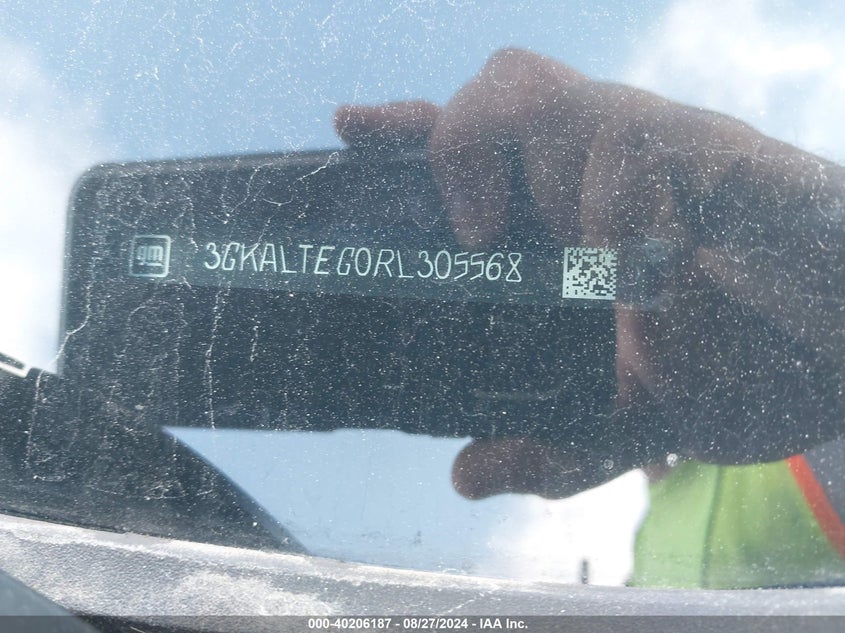 gm 3GKALTEG0RL305568
000-40206187 - 08/27/2024 - IAA Inc.